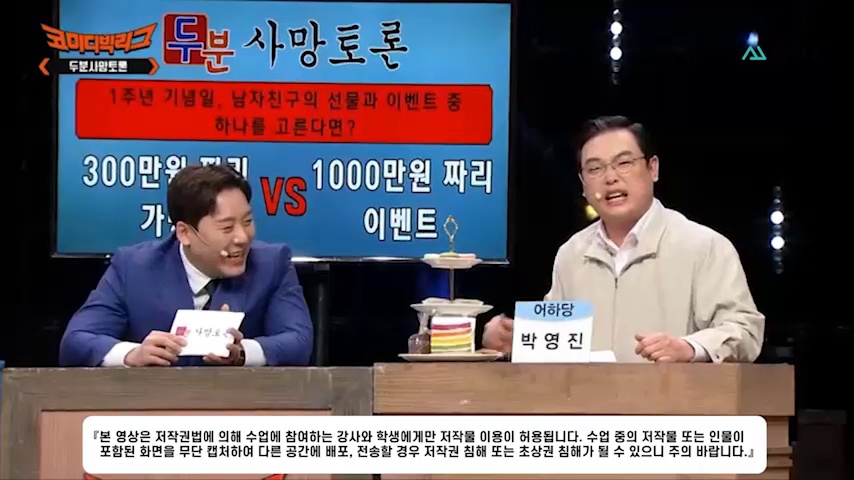 코미디빅리그
두분사망토론
두분 사망토론
1주년 기념일, 남자친구의 선물과 이벤트 중
하나를 고른다면?
300만원 짜리
VS
1000만원 짜리
이벤트
두분 사망토론
어하당
박영진
『본 영상은 저작권법에 의해 수업에 참여하는 강사와 학생에게만 저작물 이용이 허용됩니다. 수업 중의 저작물 또는 인물이
포함된 화면을 무단 캡처하여 다른 공간에 배포, 전송할 경우 저작권 침해 또는 초상권 침해가 될 수 있으니 주의 바랍니다.』